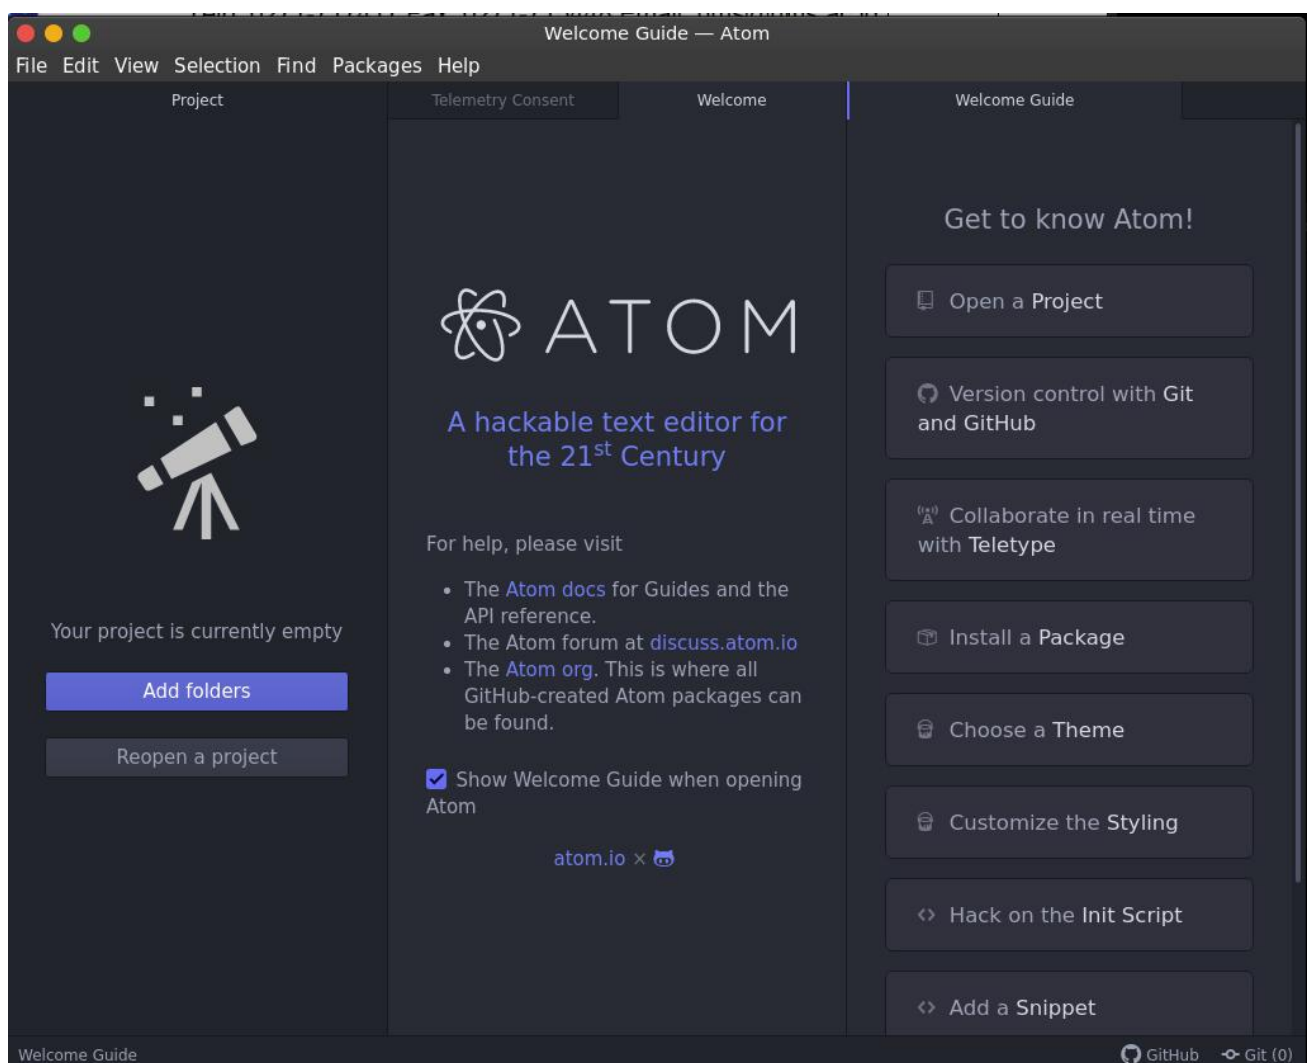 Welcome Guide — Atom
File Edit View Selection Find Packages Help
Project
Telemetry Consent
Welcome
Welcome Guide
Your project is currently empty
Add folders
Reopen a project
ATOM
A hackable text editor for
the 21st Century
For help, please visit
• The Atom docs for Guides and the
API reference.
• The Atom forum at discuss.atom.io
• The Atom org. This is where all
GitHub-created Atom packages can
be found.
Show Welcome Guide when opening
Atom
atom.io ×
Get to know Atom!
Open a Project
Version control with Git
and GitHub
Collaborate in real time
with Teletype
Install a Package
Choose a Theme
Customize the Styling
Hack on the Init Script
Add a Snippet
Welcome Guide
GitHub
Git (0)